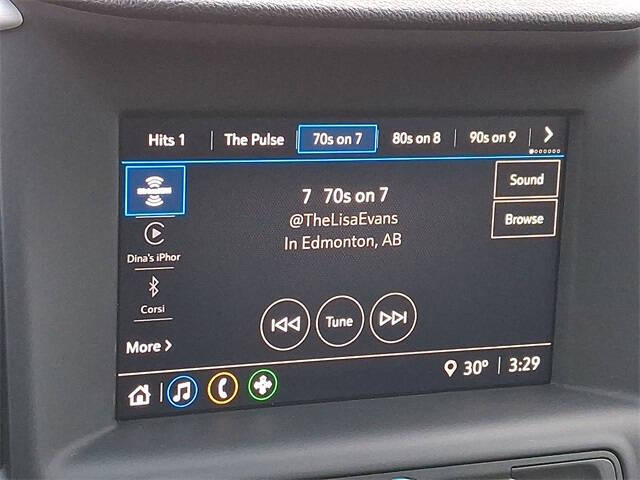 Hits 1 The Pulse 70s on 7 80s on 8 90s on 9
7 70s on 7
@TheLisaEvans
In Edmonton, AB
Sound
Browse
Dina's iPhor
Corsi
More
Tune
30° 3:29